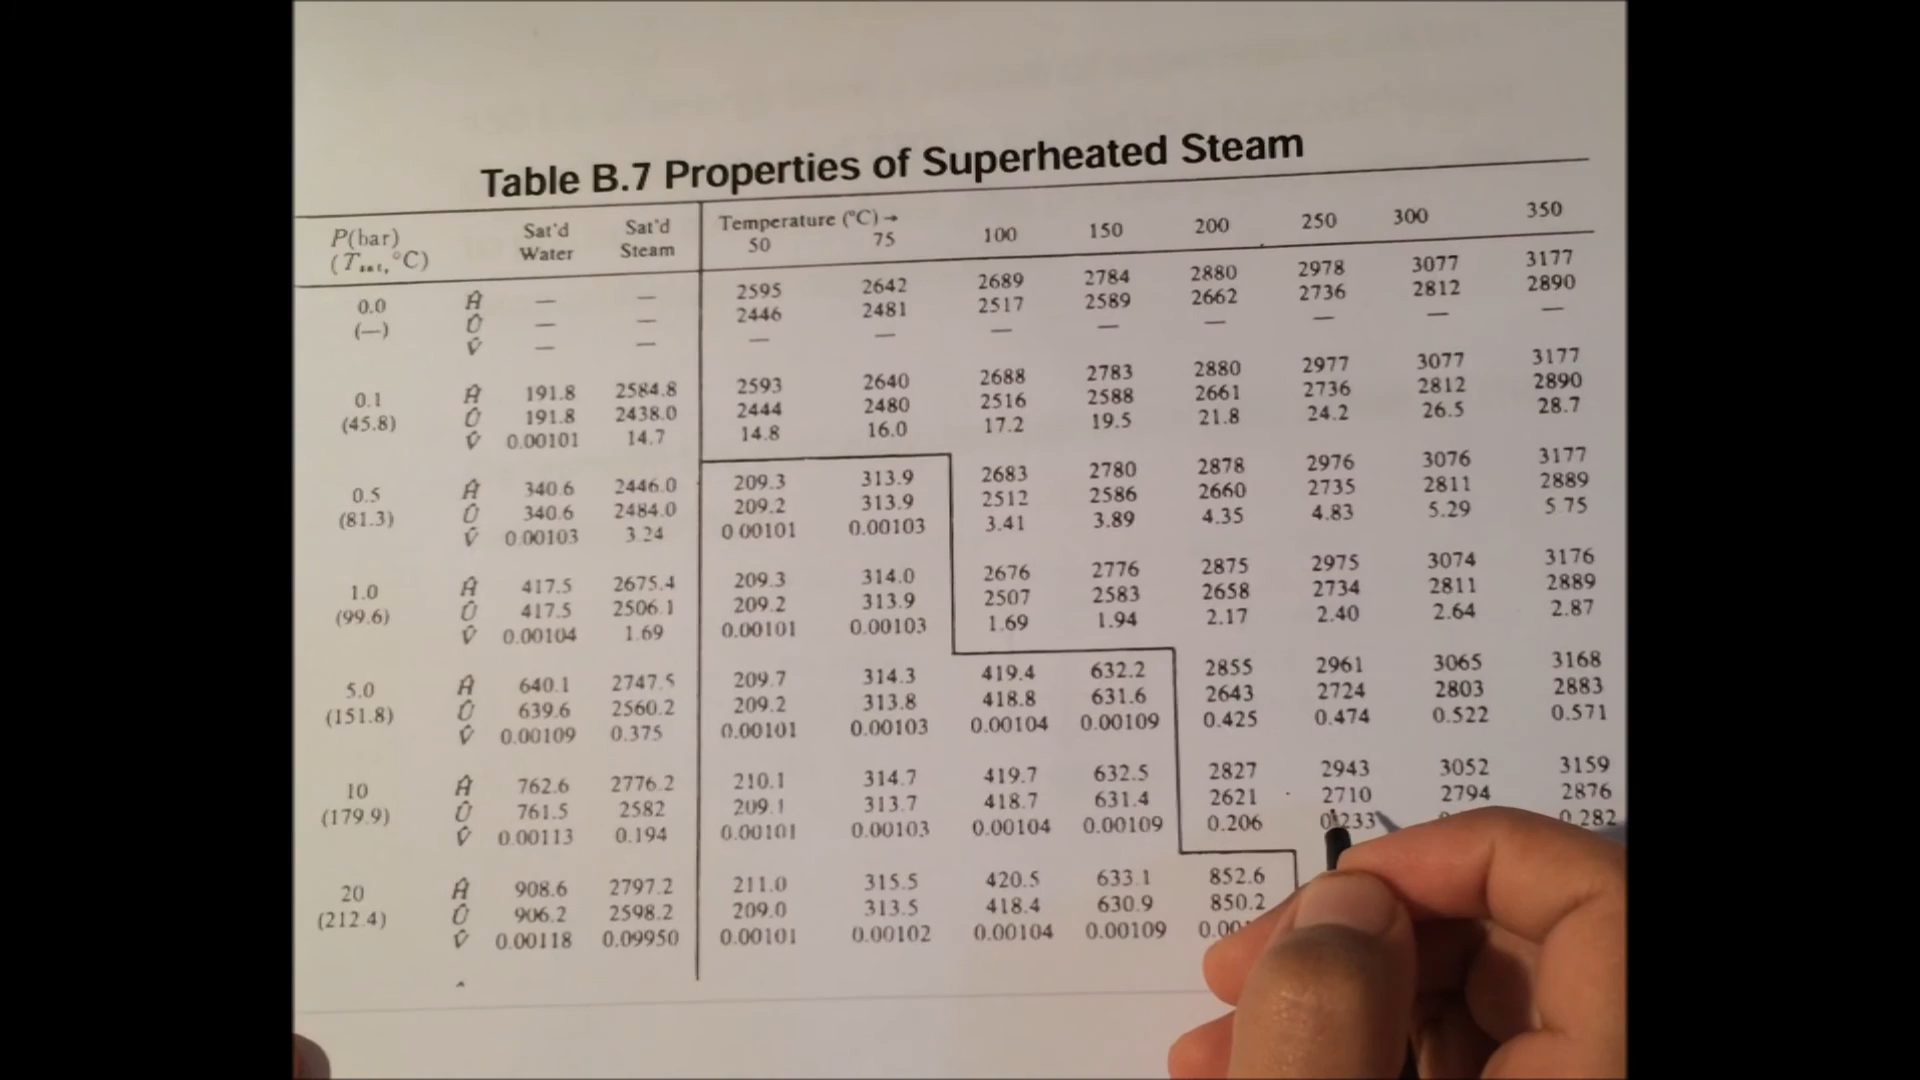 Table B.7 Properties of Superheated Steam
P(bar) Sat'd Sat'd Temperature (°C)→
(Tsat, °C) Water Steam 50 75 100 150 200 250 300 350
0.0 Ĥ — — 2595 2642 2689 2784 2880 2978 3077 3177
(—) Û — — 2446 2481 2517 2589 2662 2736 2812 2890
V̂ — — — — — — — — — —
0.1 Ĥ 191.8 2584.8 2593 2640 2688 2783 2880 2977 3077 3177
(45.8) Û 191.8 2438.0 2444 2480 2516 2588 2661 2736 2812 2890
V̂ 0.00101 14.7 14.8 16.0 17.2 19.5 21.8 24.2 26.5 28.7
0.5 Ĥ 340.6 2446.0 209.3 313.9 2683 2780 2878 2976 3076 3177
(81.3) Û 340.6 2484.0 209.2 313.9 2512 2586 2660 2735 2811 2889
V̂ 0.00103 3.24 0.00101 0.00103 3.41 3.89 4.35 4.83 5.29 5.75
1.0 Ĥ 417.5 2675.4 209.3 314.0 2676 2776 2875 2975 3074 3176
(99.6) Û 417.5 2506.1 209.2 313.9 2507 2583 2658 2734 2811 2889
V̂ 0.00104 1.69 0.00101 0.00103 1.69 1.94 2.17 2.40 2.64 2.87
5.0 Ĥ 640.1 2747.5 209.7 314.3 419.4 632.2 2855 2961 3065 3168
(151.8) Û 639.6 2560.2 209.2 313.8 418.8 631.6 2643 2724 2803 2883
V̂ 0.00109 0.375 0.00101 0.00103 0.00104 0.00109 0.425 0.474 0.522 0.571
10 Ĥ 762.6 2776.2 210.1 314.7 419.7 632.5 2827 2943 3052 3159
(179.9) Û 761.5 2582 209.1 313.7 418.7 631.4 2621 2710 2794 2876
V̂ 0.00113 0.194 0.00101 0.00103 0.00104 0.00109 0.206 0.233 0.282
20 Ĥ 908.6 2797.2 211.0 315.5 420.5 633.1 852.6
(212.4) Û 906.2 2598.2 209.0 313.5 418.4 630.9 850.2
V̂ 0.00118 0.09950 0.00101 0.00102 0.00104 0.00109